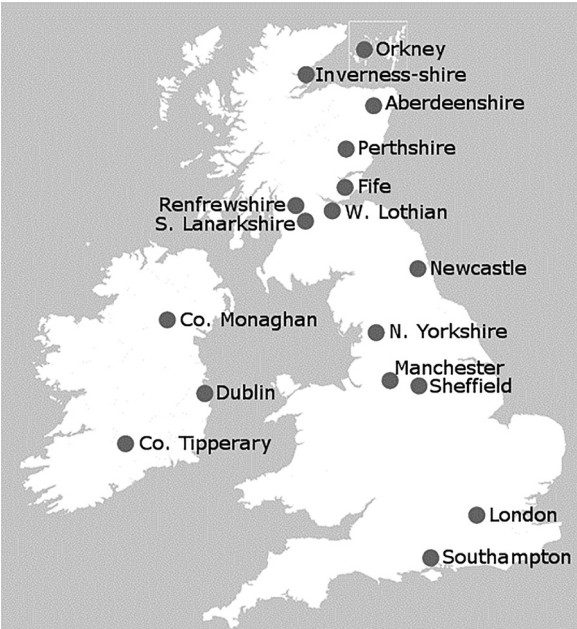 Orkney
Inverness-shire
Aberdeenshire
Perthshire
Fife
Renfrewshire
W. Lothian
S. Lanarkshire
Newcastle
Co. Monaghan
N. Yorkshire
Manchester
Sheffield
Dublin
Co. Tipperary
London
Southampton